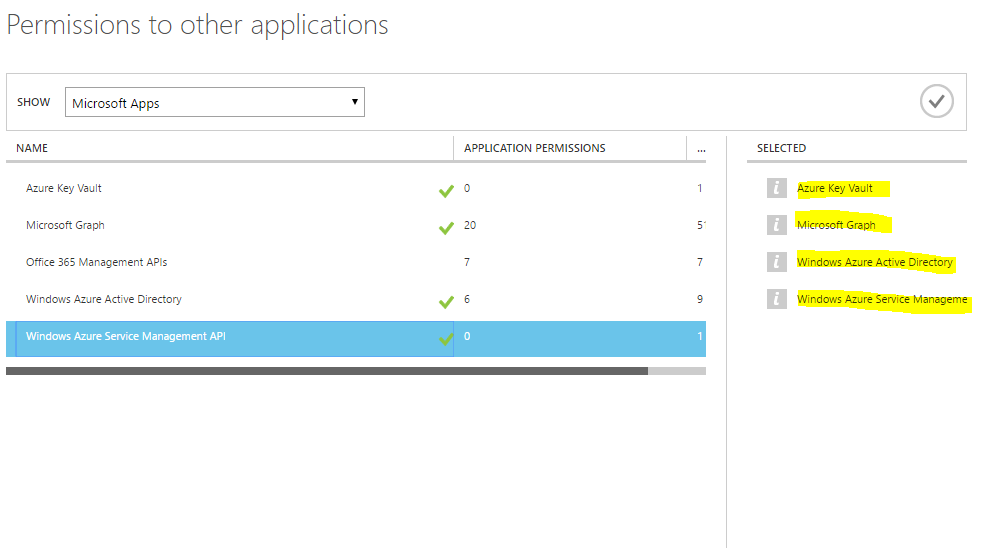 Permissions to other applications
SHOW Microsoft Apps
NAME APPLICATION PERMISSIONS ... SELECTED
Azure Key Vault 0 1 Azure Key Vault
Microsoft Graph 20 5 Microsoft Graph
Office 365 Management APIs 7 7 Windows Azure Active Directory
Windows Azure Active Directory 6 9 Windows Azure Service Manageme
Windows Azure Service Management API 0 1